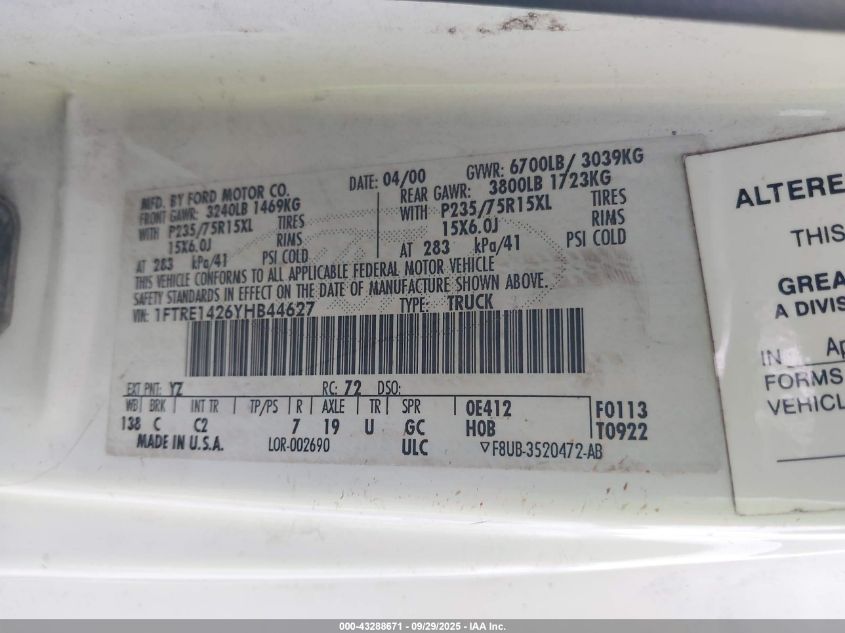 MFD. BY FORD MOTOR CO.
DATE: 04/00
GVWR: 6700LB/ 3039KG
FRONT GAWR: 3240LB 1469KG
REAR GAWR: 3800LB 1723KG
WITH P235/75R15XL TIRES
WITH P235/75R15XL TIRES
15X6.0J RIMS
15X6.0J RIMS
AT 283 kPa/41 PSI COLD
AT 283 kPa/41 PSI COLD
THIS VEHICLE CONFORMS TO ALL APPLICABLE FEDERAL MOTOR VEHICLE
SAFETY STANDARDS IN EFFECT ON THE DATE OF MANUFACTURE SHOWN ABOVE.
VIN: 1FTRE1426YHB44627
TYPE: TRUCK
EXT PNT: YZ RC: 72 DSO:
WB BRK INT TR TP/PS R AXLE TR SPR
138 C C2 7 19 U GC
0E412
H0B
F0113
T0922
MADE IN U.S.A. LOR-002690 ULC
▽F8UB-3520472-AB
ALTERE
THIS
GREA
A DIVIS
IN Ap
FORMS
VEHICL
000-43288671 - 09/29/2025 - IAA Inc.